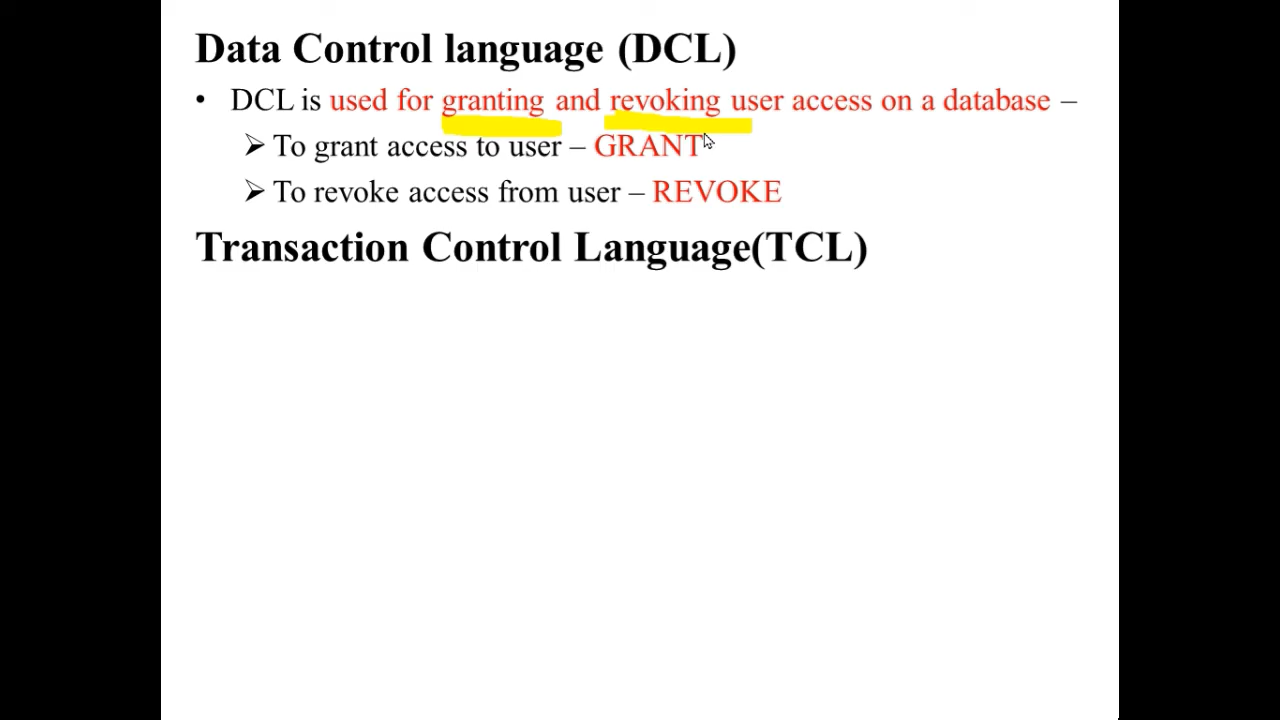 Data Control language (DCL)
• DCL is used for granting and revoking user access on a database –
➢ To grant access to user – GRANT
➢ To revoke access from user – REVOKE
Transaction Control Language(TCL)